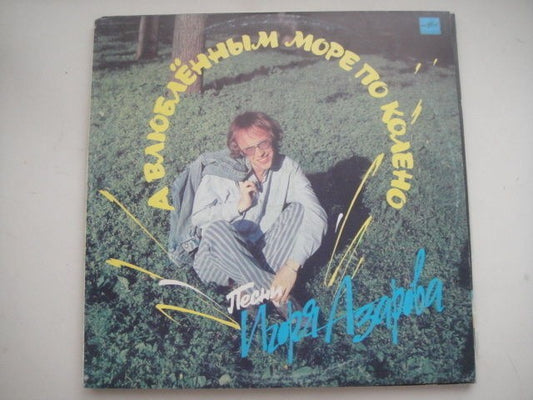 А ВЛЮБЛЁННЫМ МОРЕ ПО КОЛЕНО
Песни
Игоря Азарова